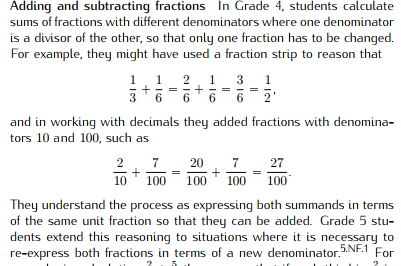 Adding and subtracting fractions In Grade 4, students calculate
sums of fractions with different denominators where one denominator
is a divisor of the other, so that only one fraction has to be changed.
For example, they might have used a fraction strip to reason that
1/3 + 1/6 = 2/6 + 1/6 = 3/6 = 1/2,
and in working with decimals they added fractions with denomina-
tors 10 and 100, such as
2/10 + 7/100 = 20/100 + 7/100 = 27/100.
They understand the process as expressing both summands in terms
of the same unit fraction so that they can be added. Grade 5 stu-
dents extend this reasoning to situations where it is necessary to
re-express both fractions in terms of a new denominator.5.NF.1 For